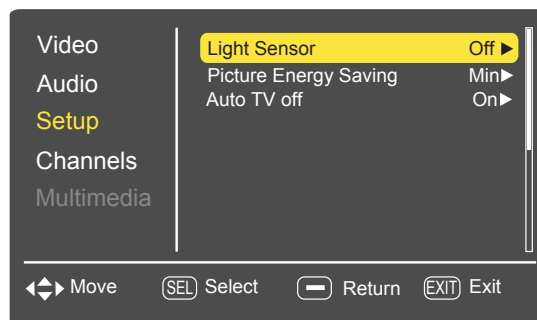 Video
Audio
Setup
Channels
Multimedia
Light Sensor Off
Picture Energy Saving Min
Auto TV off On
Move SEL Select Return EXIT Exit